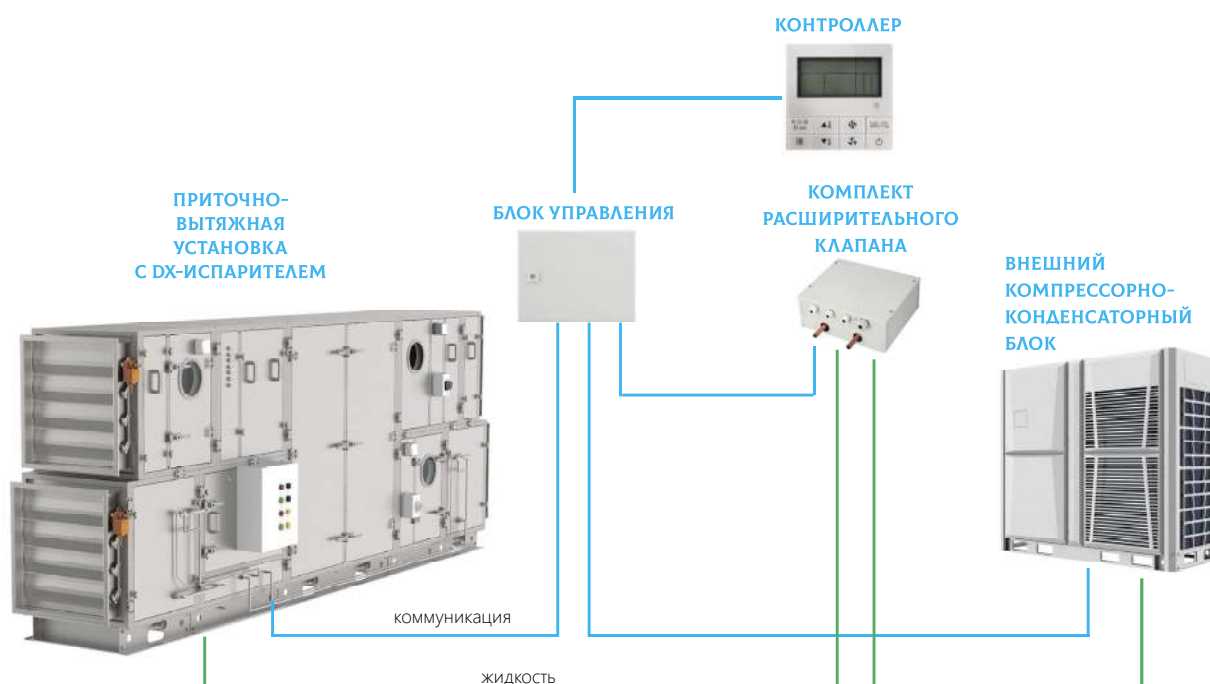 КОНТРОЛЛЕР
ПРИТОЧНО-
ВЫТЯЖНАЯ
УСТАНОВКА
С DX-ИСПАРИТЕЛЕМ
БЛОК УПРАВЛЕНИЯ
КОМПЛЕКТ
РАСШИРИТЕЛЬНОГО
КЛАПАНА
ВНЕШНИЙ
КОМПРЕССОРНО-
КОНДЕНСАТОРНЫЙ
БЛОК
коммуникация
жидкость